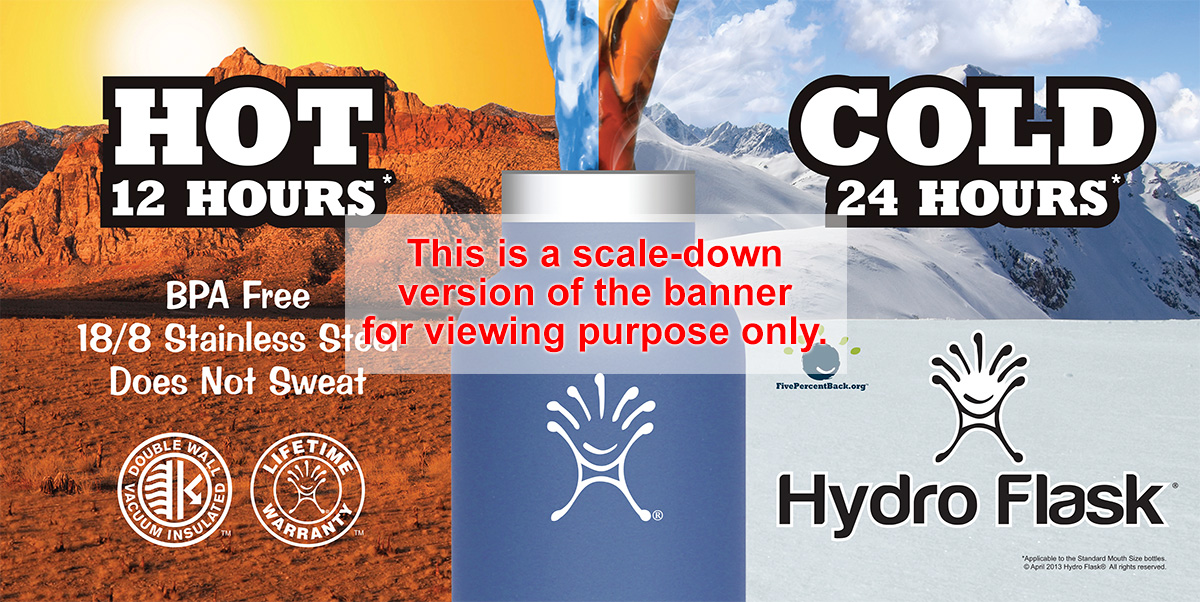 HOT
12 HOURS*
COLD
24 HOURS*
This is a scale-down
version of the banner
for viewing purpose only.
BPA Free
18/8 Stainless Steel
Does Not Sweat
DOUBLE WALL
VACUUM INSULATED
TM
LIFETIME
WARRANTY
TM
®
FivePercentBack.org™
Hydro Flask®
*Applicable to the Standard Mouth Size bottles.
© April 2013 Hydro Flask® All rights reserved.